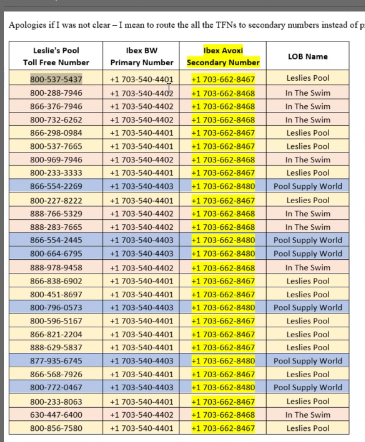 Apologies if I was not clear – I mean to route the all the TFNs to secondary numbers instead of p
Leslie's Pool Toll Free Number | Ibex BW Primary Number | Ibex Avoxi Secondary Number | LOB Name
800-537-5437 +1 703-540-4401 +1 703-662-8467 Leslies Pool
800-288-7946 +1 703-540-4402 +1 703-662-8468 In The Swim
866-376-7946 +1 703-540-4402 +1 703-662-8468 In The Swim
800-732-6262 +1 703-540-4402 +1 703-662-8468 In The Swim
866-298-0984 +1 703-540-4401 +1 703-662-8467 Leslies Pool
800-537-7665 +1 703-540-4401 +1 703-662-8467 Leslies Pool
800-969-7946 +1 703-540-4402 +1 703-662-8468 In The Swim
800-233-3333 +1 703-540-4401 +1 703-662-8467 Leslies Pool
866-554-2269 +1 703-540-4403 +1 703-662-8480 Pool Supply World
800-227-8222 +1 703-540-4401 +1 703-662-8467 Leslies Pool
888-766-5329 +1 703-540-4402 +1 703-662-8468 In The Swim
888-283-7665 +1 703-540-4402 +1 703-662-8468 In The Swim
866-554-2445 +1 703-540-4403 +1 703-662-8480 Pool Supply World
800-664-6795 +1 703-540-4403 +1 703-662-8480 Pool Supply World
888-978-9458 +1 703-540-4402 +1 703-662-8468 In The Swim
866-838-6902 +1 703-540-4401 +1 703-662-8467 Leslies Pool
800-451-8697 +1 703-540-4401 +1 703-662-8467 Leslies Pool
800-796-0573 +1 703-540-4403 +1 703-662-8480 Pool Supply World
800-596-5167 +1 703-540-4401 +1 703-662-8467 Leslies Pool
866-821-2204 +1 703-540-4401 +1 703-662-8467 Leslies Pool
888-629-5837 +1 703-540-4401 +1 703-662-8467 Leslies Pool
877-935-6745 +1 703-540-4403 +1 703-662-8480 Pool Supply World
866-568-7926 +1 703-540-4401 +1 703-662-8467 Leslies Pool
800-772-0467 +1 703-540-4403 +1 703-662-8480 Pool Supply World
800-233-8063 +1 703-540-4401 +1 703-662-8467 Leslies Pool
630-447-6400 +1 703-540-4402 +1 703-662-8468 In The Swim
800-856-7580 +1 703-540-4401 +1 703-662-8467 Leslies Pool